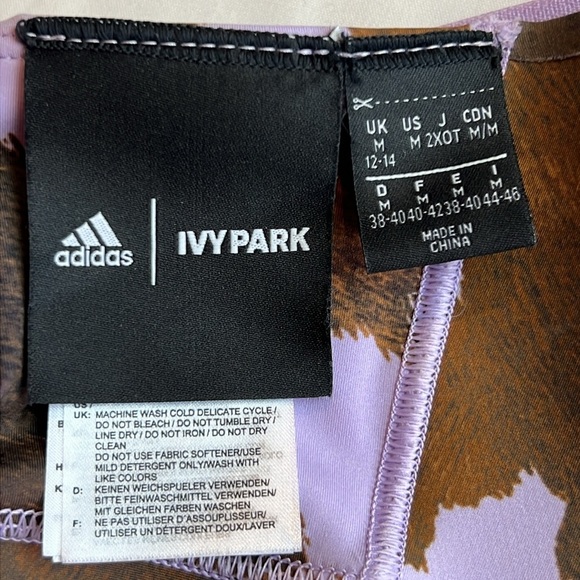 adidas
IVY PARK
UK US J CDN
M M 2XOT M/M
12-14
D F E I
M M M M
38-40 40-42 38-40 44-46
MADE IN
CHINA
US/
UK: MACHINE WASH COLD DELICATE CYCLE/
DO NOT BLEACH/ DO NOT TUMBLE DRY/
LINE DRY/ DO NOT IRON/ DO NOT DRY
CLEAN
DO NOT USE FABRIC SOFTENER/USE
MILD DETERGENT ONLY/WASH WITH
LIKE COLORS
D: KEINEN WEICHSPUELER VERWENDEN/
BITTE FEINWASCHMITTEL VERWENDEN/
MIT GLEICHEN FARBEN WASCHEN
F: NE PAS UTILISER D'ASSOUPLISSEUR/
UTILISER UN DÉTERGENT DOUX/LAVER
B
H
K